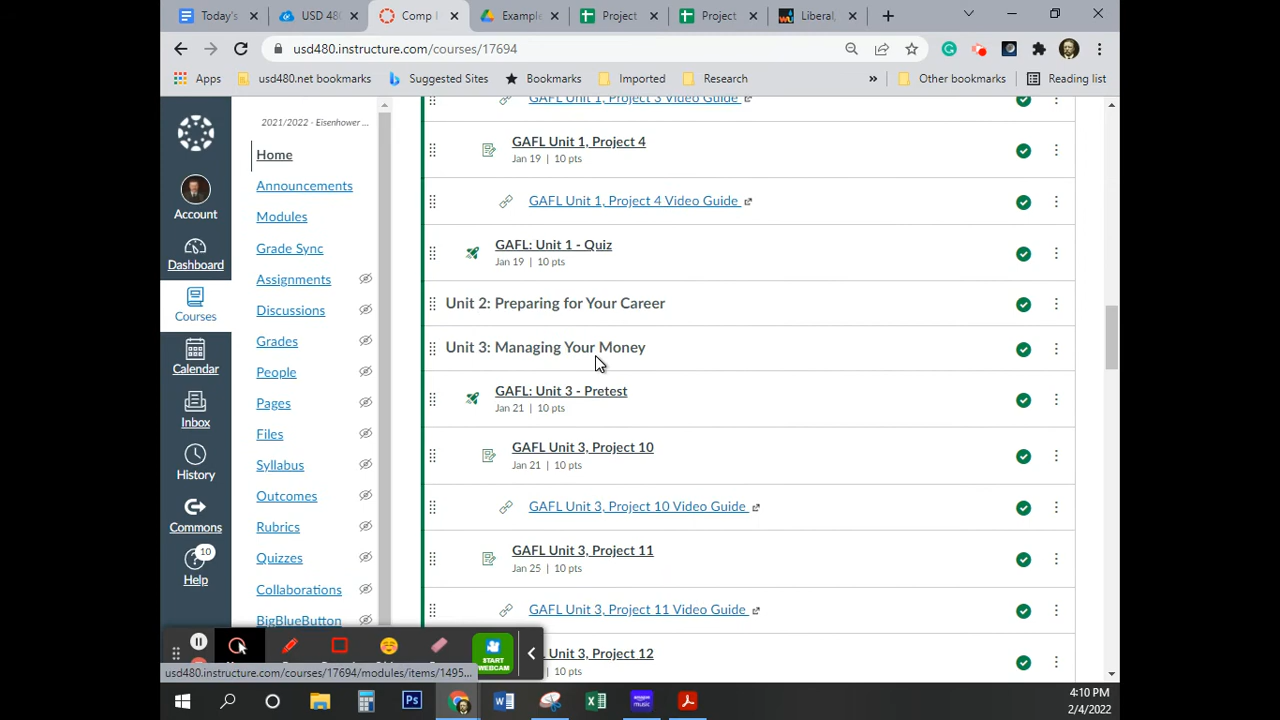 Today's
USD 480
Comp
Example
Project
Project
Liberal,
usd480.instructure.com/courses/17694
Apps
usd480.net bookmarks
Suggested Sites
Bookmarks
Imported
Research
»
Other bookmarks
Reading list
2021/2022 - Eisenhower ...
Home
Announcements
Modules
Grade Sync
Assignments
Discussions
Grades
People
Pages
Files
Syllabus
Outcomes
Rubrics
Quizzes
Collaborations
BigBlueButton
Account
Dashboard
Courses
Calendar
Inbox
History
Commons
10
Help
GAFL Unit 1, Project 3 Video Guide
GAFL Unit 1, Project 4
Jan 19 | 10 pts
GAFL Unit 1, Project 4 Video Guide
GAFL: Unit 1 - Quiz
Jan 19 | 10 pts
Unit 2: Preparing for Your Career
Unit 3: Managing Your Money
GAFL: Unit 3 - Pretest
Jan 21 | 10 pts
GAFL Unit 3, Project 10
Jan 21 | 10 pts
GAFL Unit 3, Project 10 Video Guide
GAFL Unit 3, Project 11
Jan 25 | 10 pts
GAFL Unit 3, Project 11 Video Guide
Unit 3, Project 12
10 pts
START
WEBCAM
usd480.instructure.com/courses/17694/modules/items/1495...
Ps
amazon
music
4:10 PM
2/4/2022